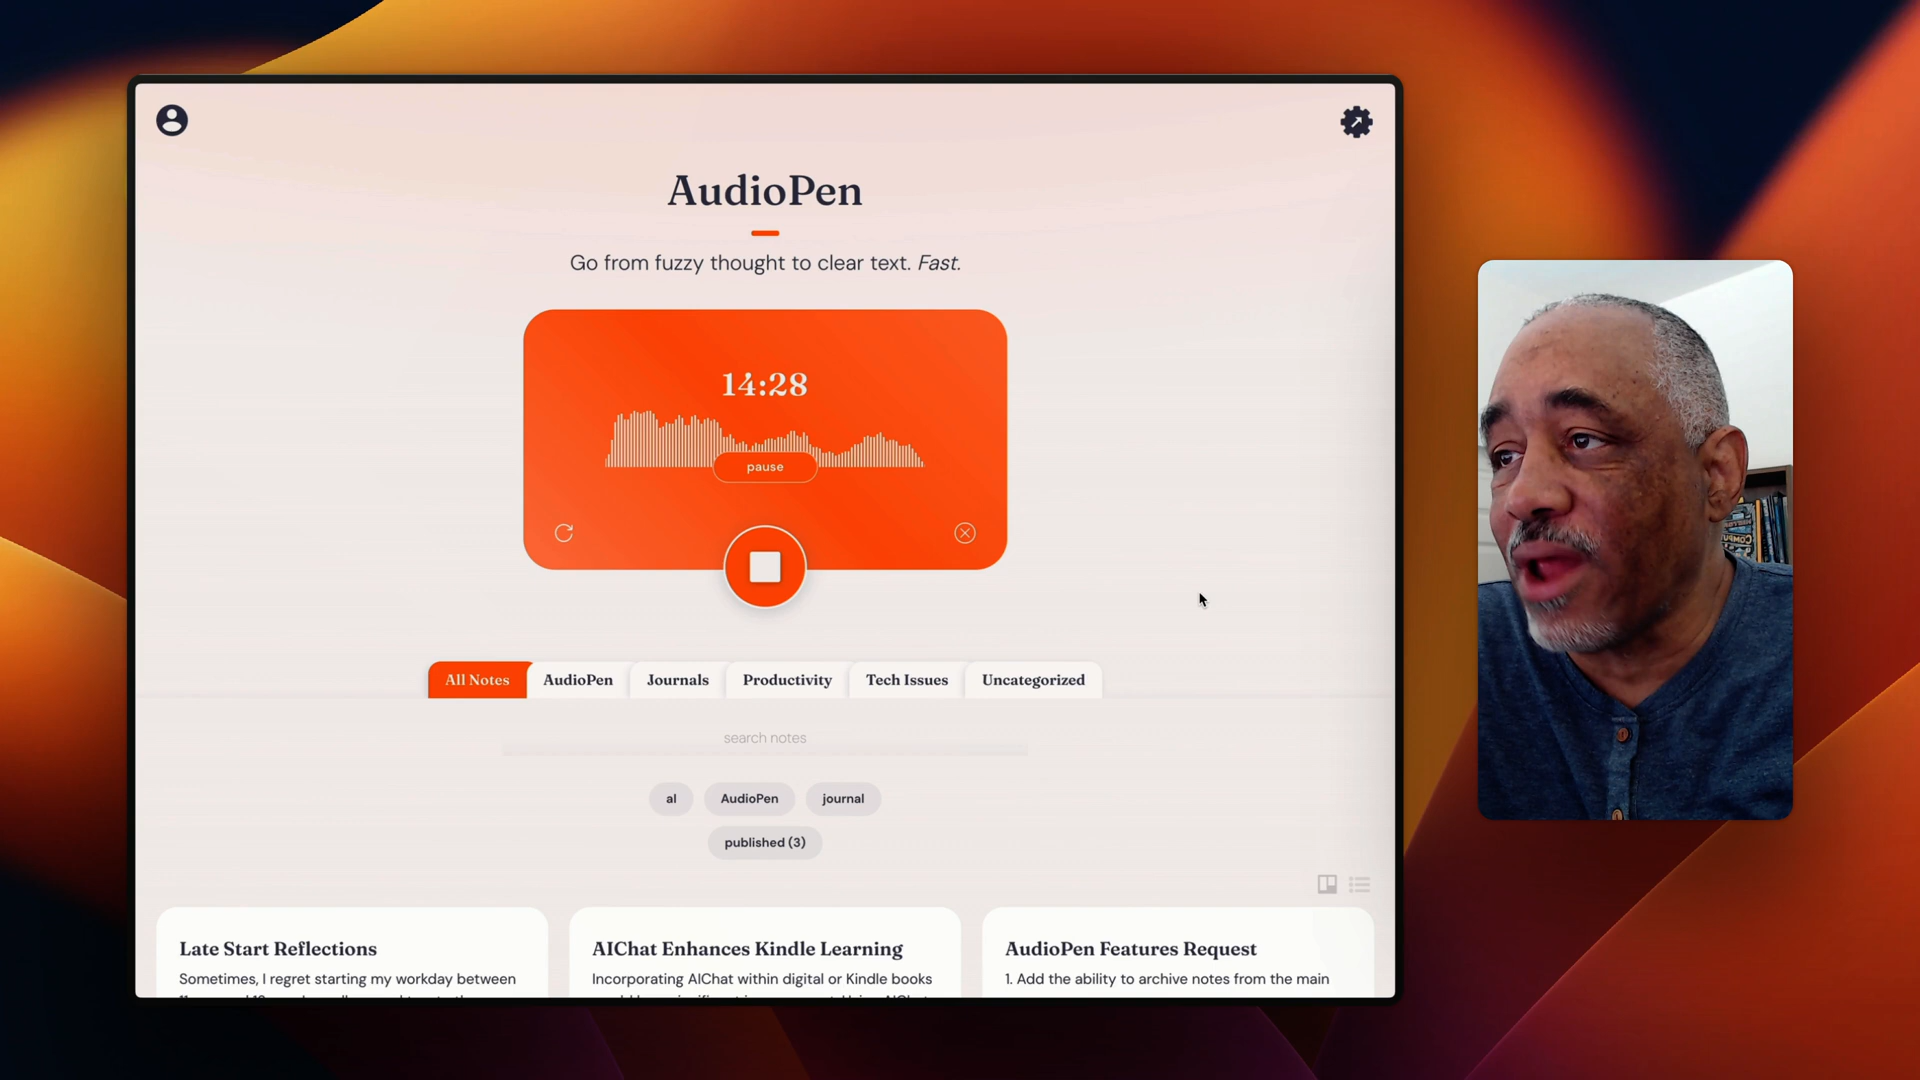 AudioPen
Go from fuzzy thought to clear text. Fast.
14:28
pause
All Notes
AudioPen
Journals
Productivity
Tech Issues
Uncategorized
search notes
al
AudioPen
journal
published (3)
Late Start Reflections
Sometimes, I regret starting my workday between
AIChat Enhances Kindle Learning
Incorporating AIChat within digital or Kindle books
AudioPen Features Request
1. Add the ability to archive notes from the main